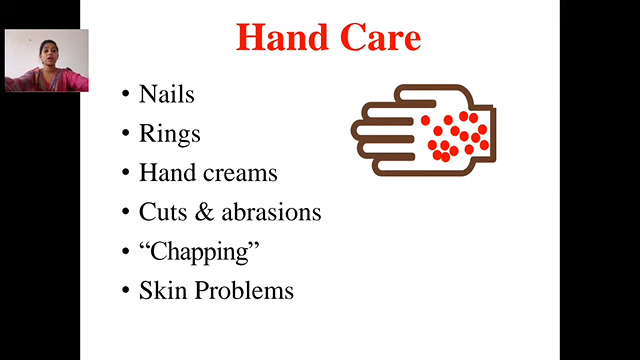 Hand Care
• Nails
• Rings
• Hand creams
• Cuts & abrasions
• “Chapping”
• Skin Problems